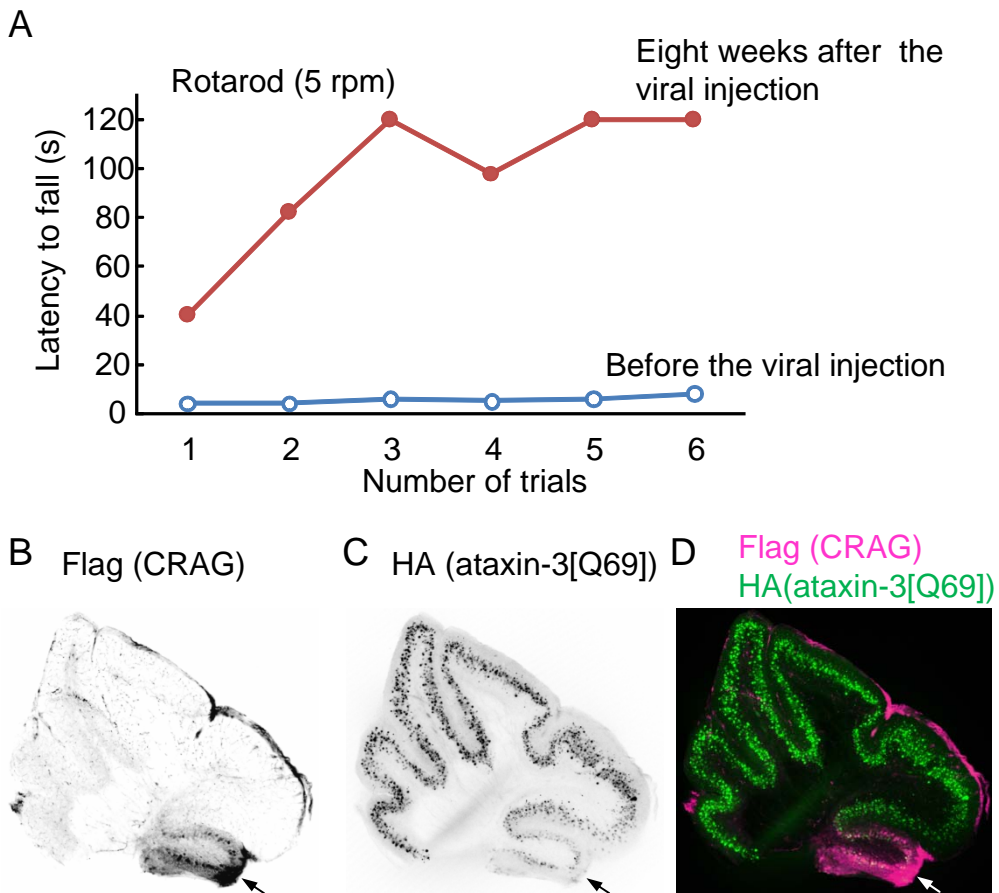 A
Rotarod (5 rpm)
Eight weeks after  the
viral injection
Latency to fall (s)
120
100
80
60
40
20
0
Before the viral injection
1 2 3 4 5 6
Number of trials
B
Flag (CRAG)
C
HA (ataxin-3[Q69])
D
Flag (CRAG)
HA(ataxin-3[Q69])